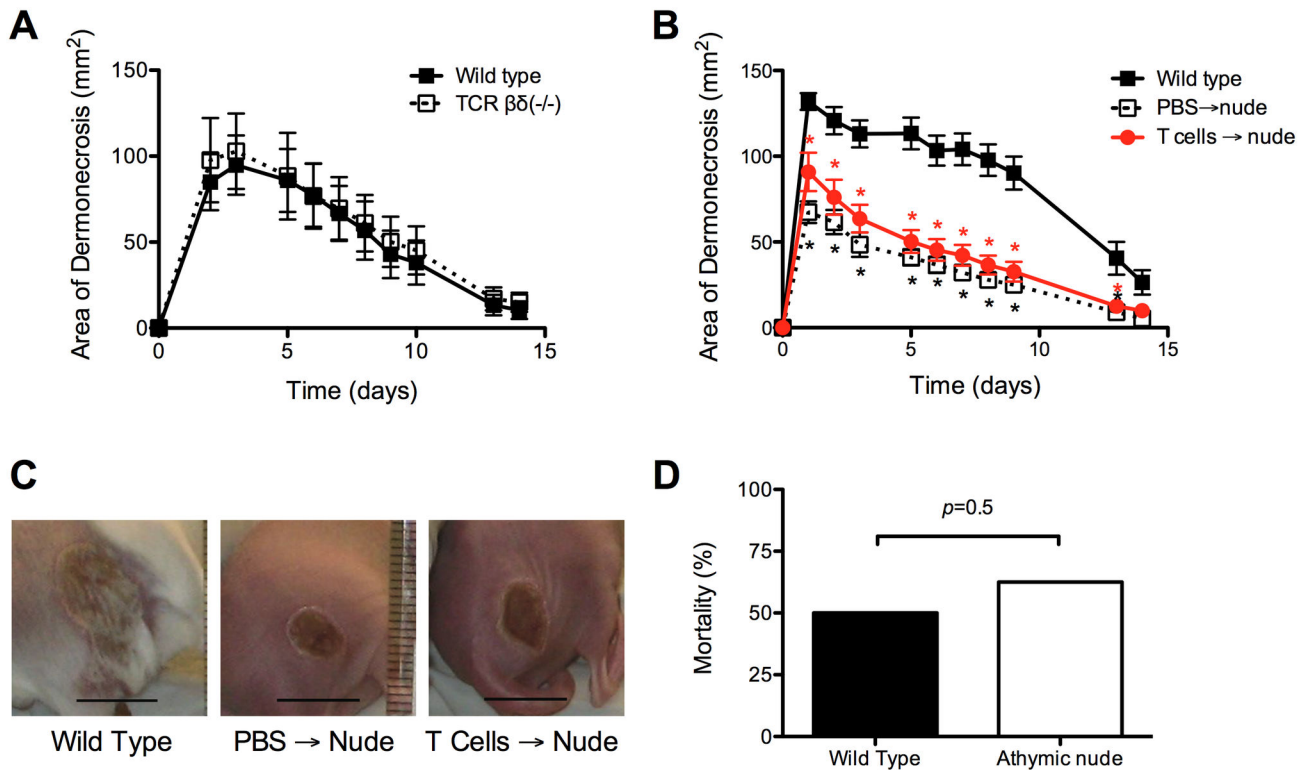 A
Area of Dermonecrosis (mm2)
150
100
50
0
0
5
10
15
Time (days)
Wild type
TCR βδ(-/-)
B
Area of Dermonecrosis (mm2)
150
100
50
0
0
5
10
15
Time (days)
Wild type
PBS→nude
T cells → nude
* * * * * * * * *
* * * * * * * * *
C
Wild Type
PBS → Nude
T Cells → Nude
D
Mortality (%)
100
75
50
25
0
p=0.5
Wild Type
Athymic nude